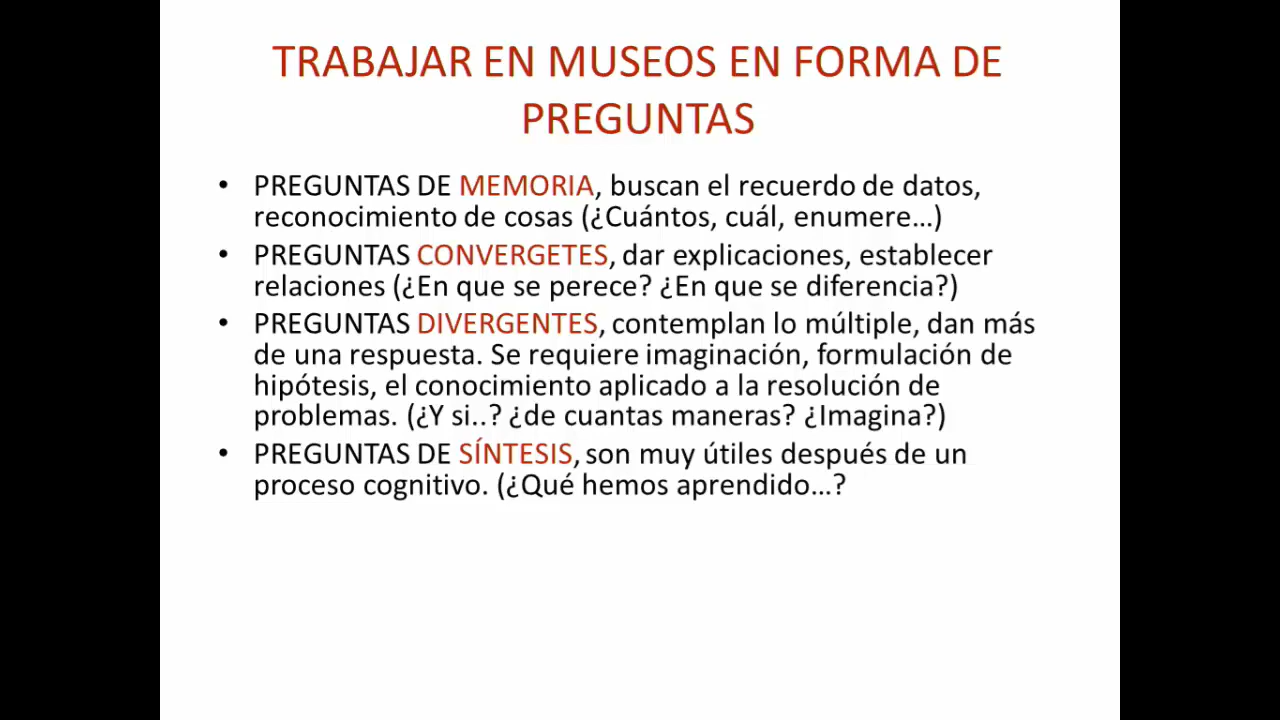 TRABAJAR EN MUSEOS EN FORMA DE
PREGUNTAS
• PREGUNTAS DE MEMORIA, buscan el recuerdo de datos,
reconocimiento de cosas (¿Cuántos, cuál, enumere…)
• PREGUNTAS CONVERGETES, dar explicaciones, establecer
relaciones (¿En que se perece? ¿En que se diferencia?)
• PREGUNTAS DIVERGENTES, contemplan lo múltiple, dan más
de una respuesta. Se requiere imaginación, formulación de
hipótesis, el conocimiento aplicado a la resolución de
problemas. (¿Y si..? ¿de cuantas maneras? ¿Imagina?)
• PREGUNTAS DE SÍNTESIS, son muy útiles después de un
proceso cognitivo. (¿Qué hemos aprendido…?